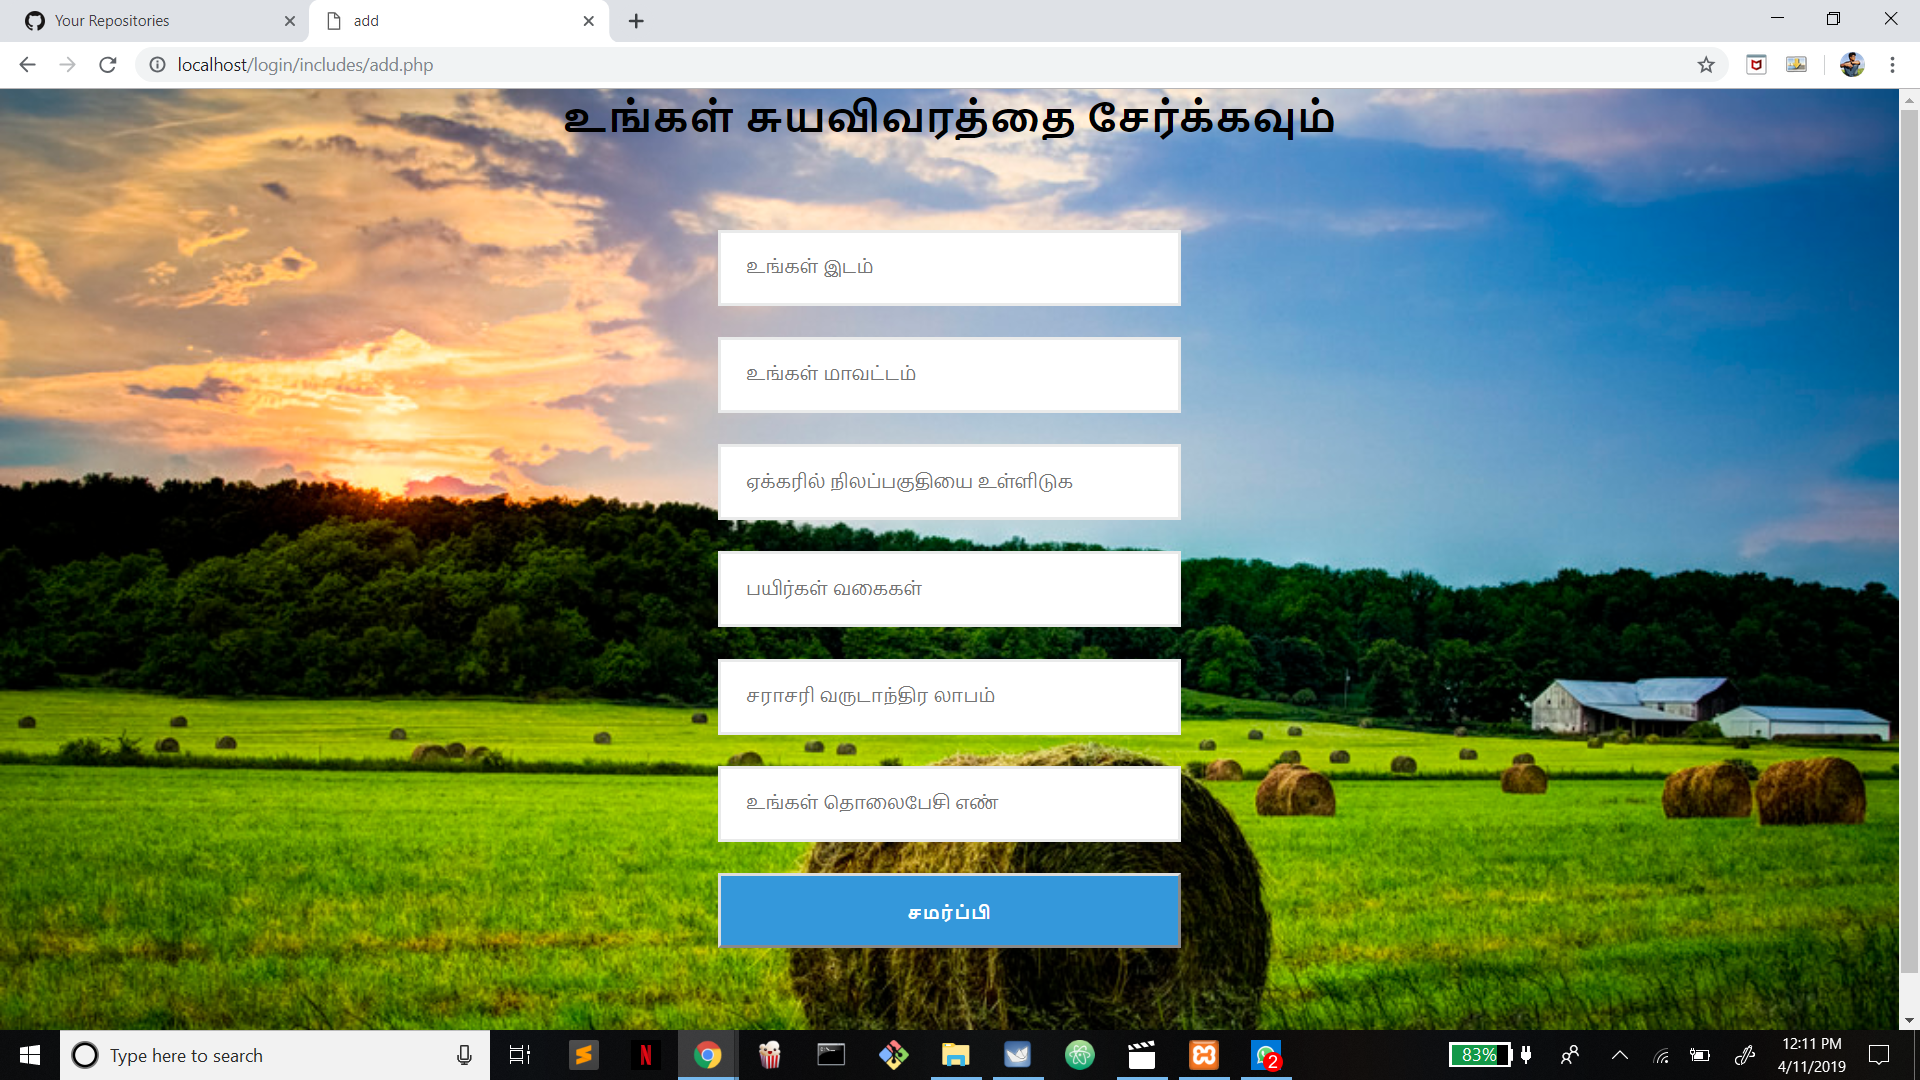 Your Repositories
add
localhost/login/includes/add.php
உங்கள் சுயவிவரத்தை சேர்க்கவும்
உங்கள் இடம்
உங்கள் மாவட்டம்
ஏக்கரில் நிலப்பகுதியை உள்ளிடுக
பயிர்கள் வகைகள்
சராசரி வருடாந்திர லாபம்
உங்கள் தொலைபேசி எண்
சமர்ப்பி
Type here to search
83%
2
12:11 PM
4/11/2019